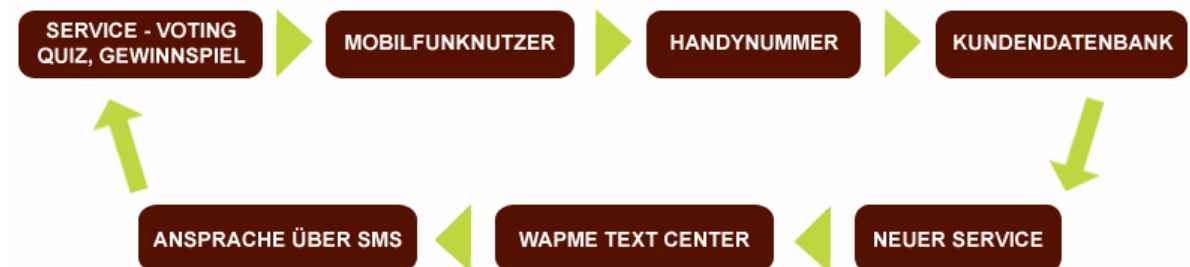 SERVICE - VOTING
QUIZ, GEWINNSPIEL
MOBILFUNKNUTZER
HANDYNUMMER
KUNDENDATENBANK
NEUER SERVICE
WAPME TEXT CENTER
ANSPRACHE ÜBER SMS